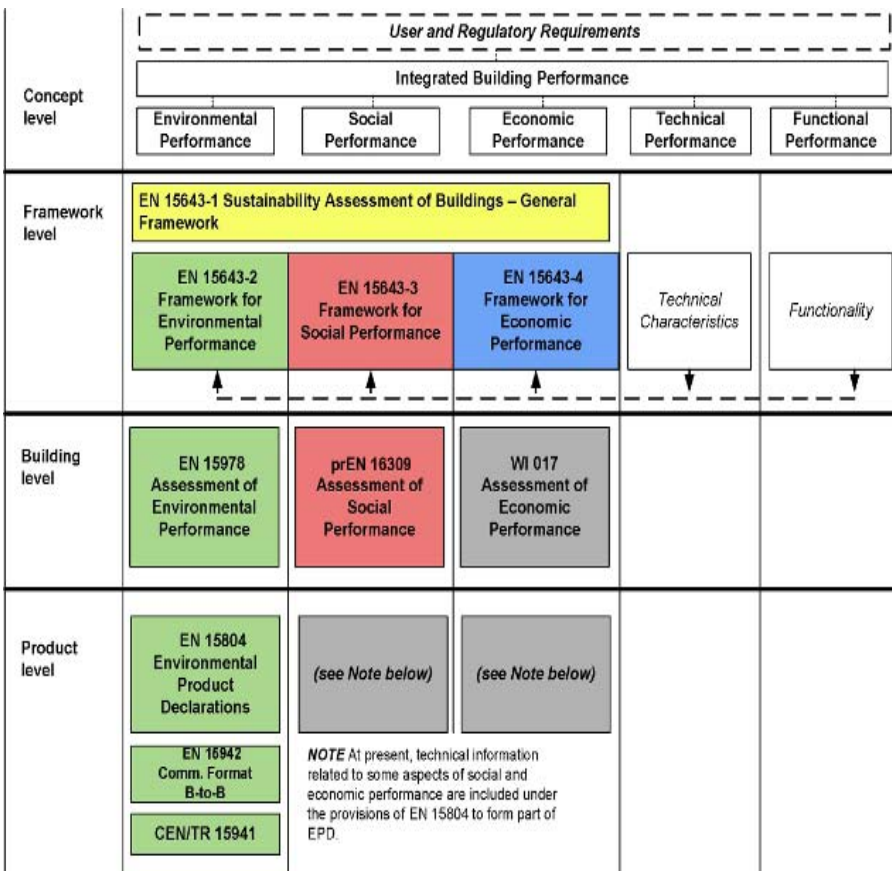 User and Regulatory Requirements
Integrated Building Performance
Concept
level
Environmental
Performance
Social
Performance
Economic
Performance
Technical
Performance
Functional
Performance
Framework
level
EN 15643-1 Sustainability Assessment of Buildings – General
Framework
EN 15643-2
Framework for
Environmental
Performance
EN 15643-3
Framework for
Social Performance
EN 15643-4
Framework for
Economic
Performance
Technical
Characteristics
Functionality
Building
level
EN 15978
Assessment of
Environmental
Performance
prEN 16309
Assessment of
Social
Performance
WI 017
Assessment of
Economic
Performance
Product
level
EN 15804
Environmental
Product
Declarations
(see Note below)
(see Note below)
EN 15942
Comm. Format
B-to-B
CEN/TR 15941
NOTE At present, technical information
related to some aspects of social and
economic performance are included under
the provisions of EN 15804 to form part of
EPD.